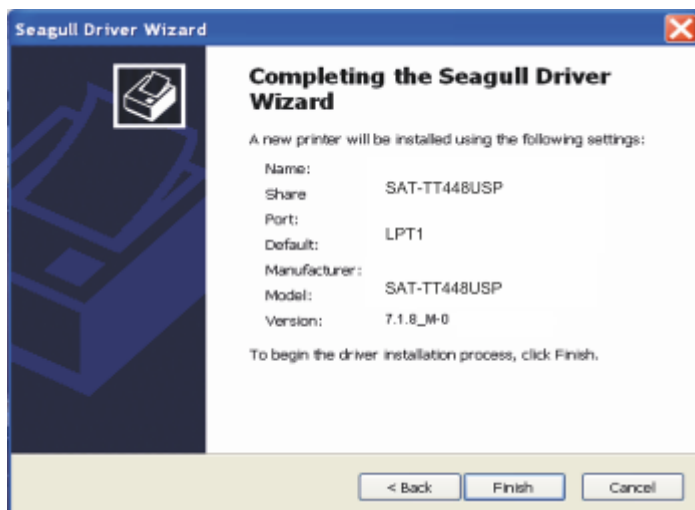 Seagull Driver Wizard
Completing the Seagull Driver
Wizard
A new printer will be installed using the following settings:
Name:
SAT-TT448USP
Share
Port:
LPT1
Default:
Manufacturer:
SAT-TT448USP
Model:
Version: 7.1.8_M-0
To begin the driver installation process, click Finish.
< Back Finish Cancel